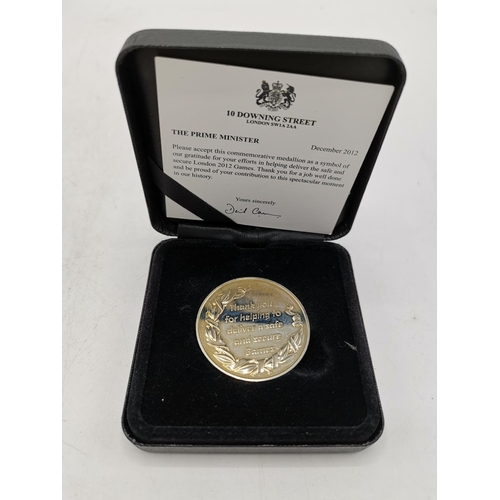 10 DOWNING STREET
LONDON SW1A 2AA
THE PRIME MINISTER
December 2012
Please accept this commemorative medallion as a symbol of
our gratitude for your efforts in helping deliver the safe and
secure London 2012 Games. Thank you for a job well done
and be proud of your contribution to this spectacular moment
in our history.
Yours sincerely
Thank you
for helping to
deliver a safe
and secure
Games